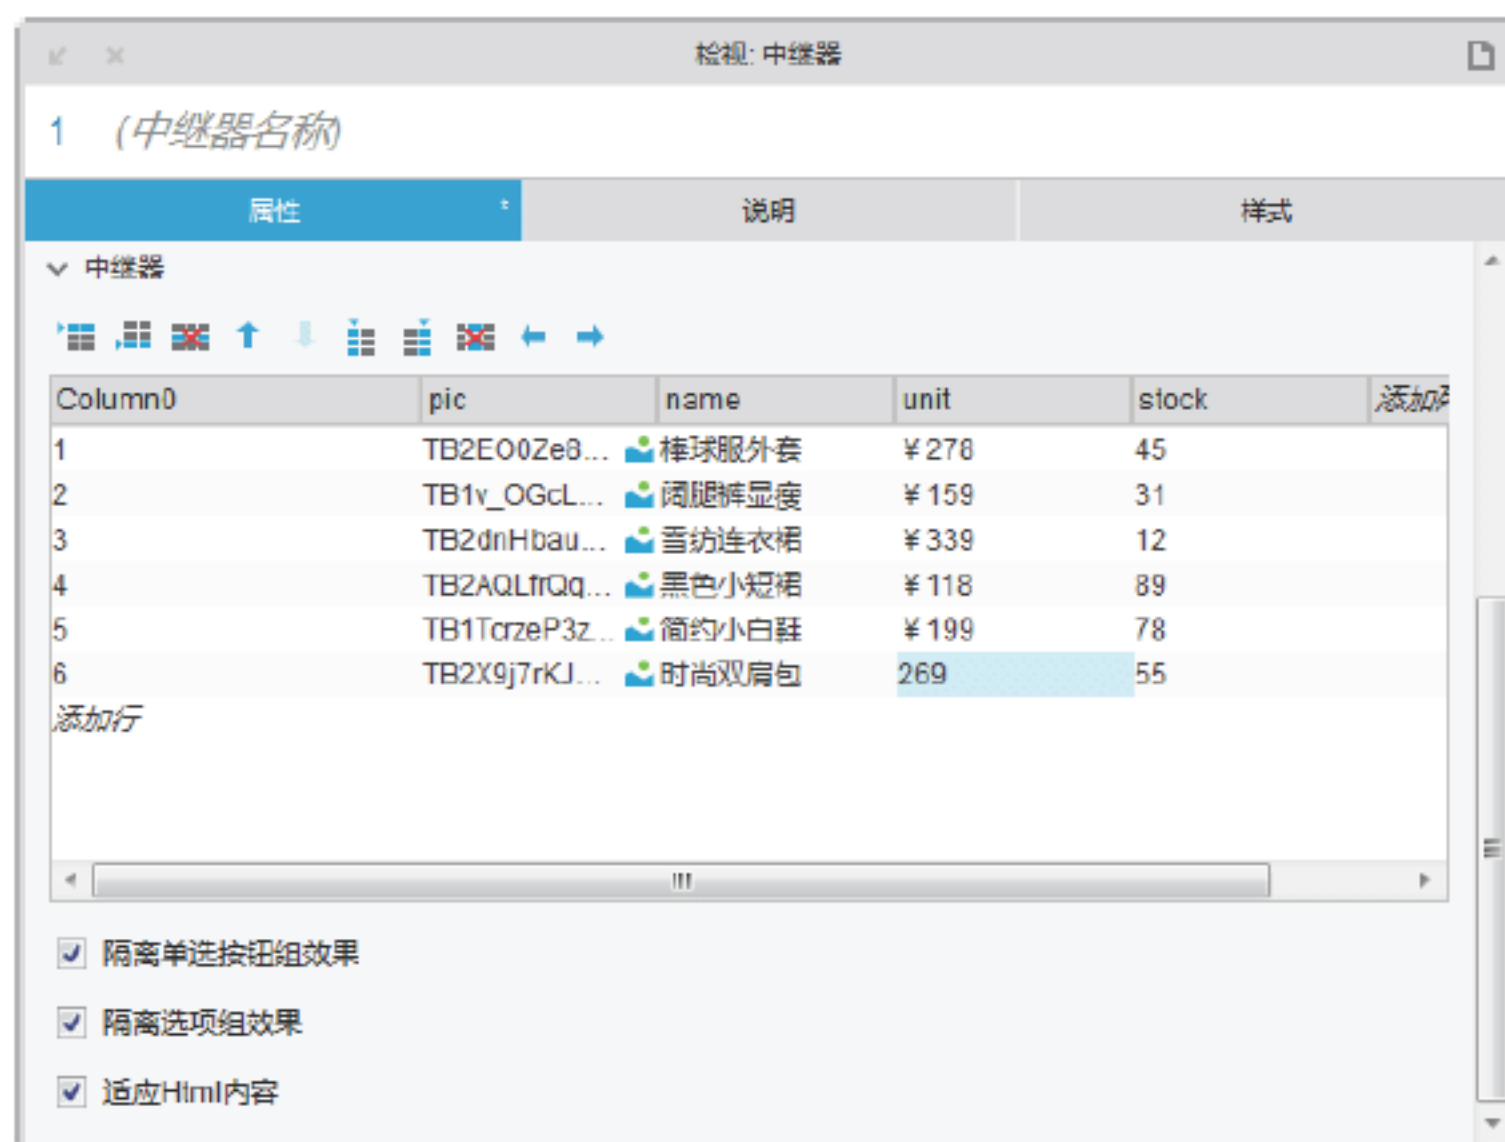 检视: 中继器
1 (中继器名称)
属性 * 说明 样式
中继器
Column0 pic name unit stock 添加列
1 TB2EO0Ze8... 棒球服外套 ¥278 45
2 TB1v_OGcL... 阔腿裤显瘦 ¥159 31
3 TB2dnHbau... 雪纺连衣裙 ¥339 12
4 TB2AQLfrQq... 黑色小短裙 ¥118 89
5 TB1TcrzeP3z... 简约小白鞋 ¥199 78
6 TB2X9j7rKJ... 时尚双肩包 269 55
添加行
隔离单选按钮组效果
隔离选项组效果
适应Html内容